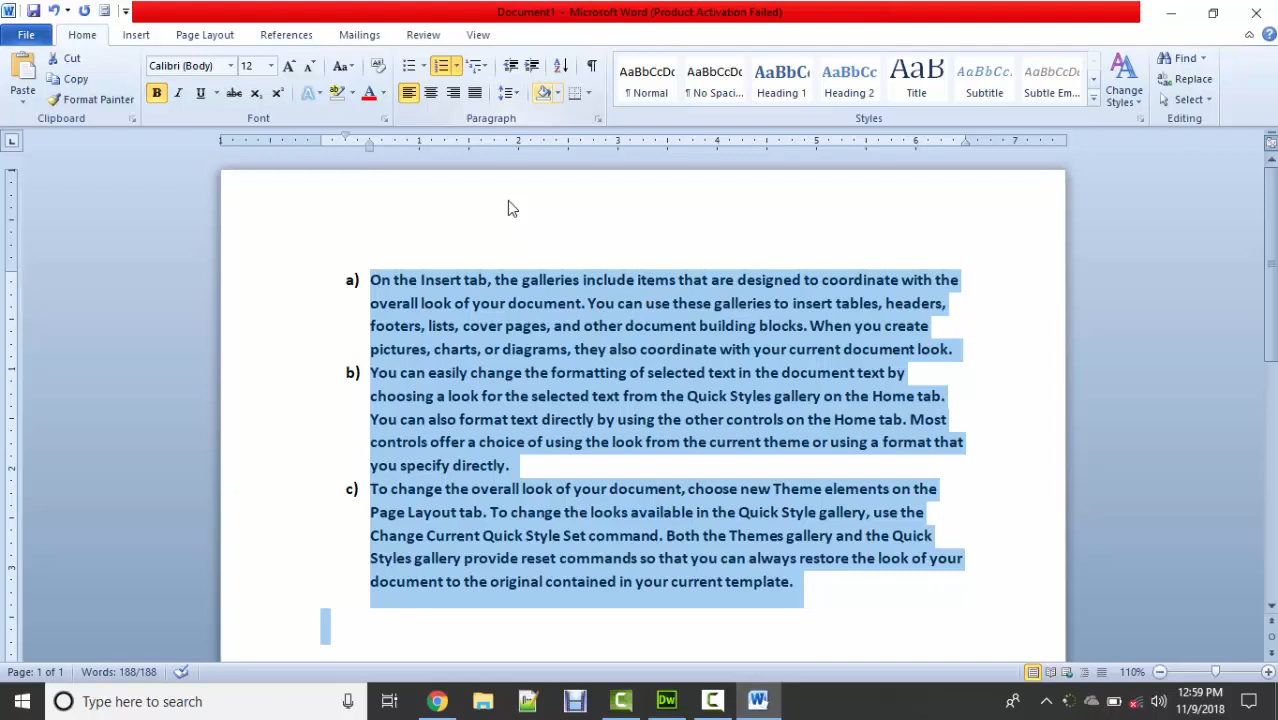 Document1 - Microsoft Word (Product Activation Failed)
File Home Insert Page Layout References Mailings Review View
Paste
Cut
Copy
Format Painter
Clipboard
Calibri (Body) 12
B I U abc x₂ x²
Font
Paragraph
AaBbCcDc AaBbCcDc AaBbCc AaBbCc AaB AaBbCcI AaBbCcDc
¶ Normal ¶ No Spaci... Heading 1 Heading 2 Title Subtitle Subtle Em...
Change Styles
Styles
Find
Replace
Select
Editing
1 1 2 3 4 5 6 7
a) On the Insert tab, the galleries include items that are designed to coordinate with the
overall look of your document. You can use these galleries to insert tables, headers,
footers, lists, cover pages, and other document building blocks. When you create
pictures, charts, or diagrams, they also coordinate with your current document look.
b) You can easily change the formatting of selected text in the document text by
choosing a look for the selected text from the Quick Styles gallery on the Home tab.
You can also format text directly by using the other controls on the Home tab. Most
controls offer a choice of using the look from the current theme or using a format that
you specify directly.
c) To change the overall look of your document, choose new Theme elements on the
Page Layout tab. To change the looks available in the Quick Style gallery, use the
Change Current Quick Style Set command. Both the Themes gallery and the Quick
Styles gallery provide reset commands so that you can always restore the look of your
document to the original contained in your current template.
Page: 1 of 1 Words: 188/188 110%
Type here to search
12:59 PM
11/9/2018